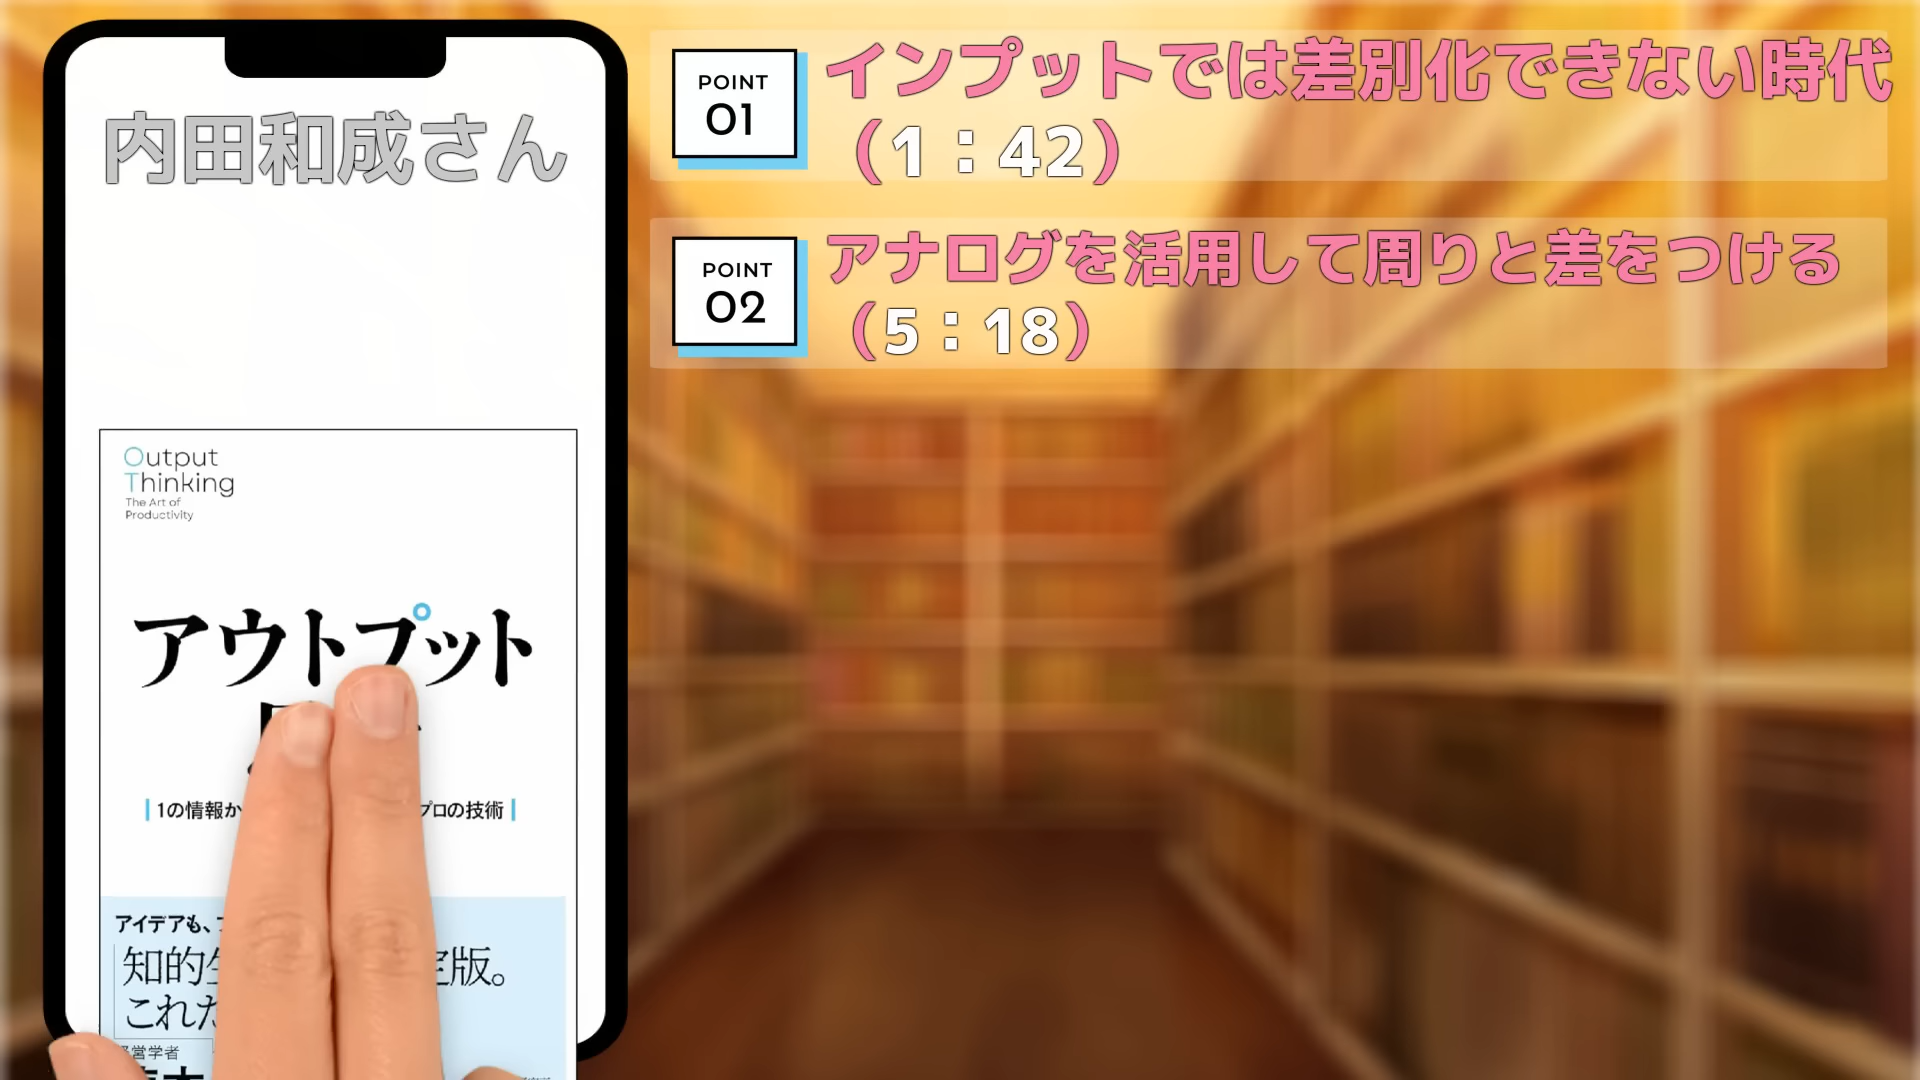 内田和成さん
Output
Thinking
The Art of
Productivity
アウトプット
1の情報か
プロの技術
アイデアも、
知的
版。
これ
経営学者
POINT
01
インプットでは差別化できない時代
（1：42）
POINT
02
アナログを活用して周りと差をつける
（5：18）